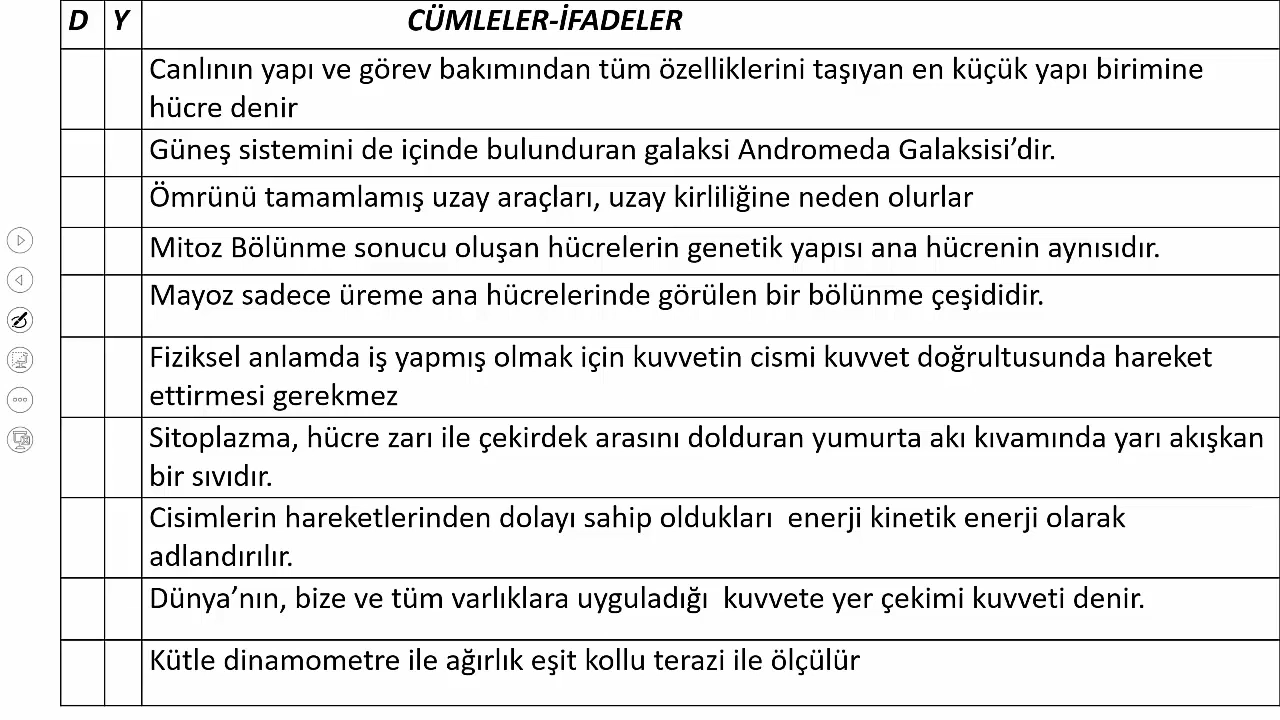 D Y CÜMLELER-İFADELER
Canlının yapı ve görev bakımından tüm özelliklerini taşıyan en küçük yapı birimine
hücre denir
Güneş sistemini de içinde bulunduran galaksi Andromeda Galaksisi’dir.
Ömrünü tamamlamış uzay araçları, uzay kirliliğine neden olurlar
Mitoz Bölünme sonucu oluşan hücrelerin genetik yapısı ana hücrenin aynısıdır.
Mayoz sadece üreme ana hücrelerinde görülen bir bölünme çeşididir.
Fiziksel anlamda iş yapmış olmak için kuvvetin cismi kuvvet doğrultusunda hareket
ettirmesi gerekmez
Sitoplazma, hücre zarı ile çekirdek arasını dolduran yumurta akı kıvamında yarı akışkan
bir sıvıdır.
Cisimlerin hareketlerinden dolayı sahip oldukları  enerji kinetik enerji olarak
adlandırılır.
Dünya’nın, bize ve tüm varlıklara uyguladığı  kuvvete yer çekimi kuvveti denir.
Kütle dinamometre ile ağırlık eşit kollu terazi ile ölçülür